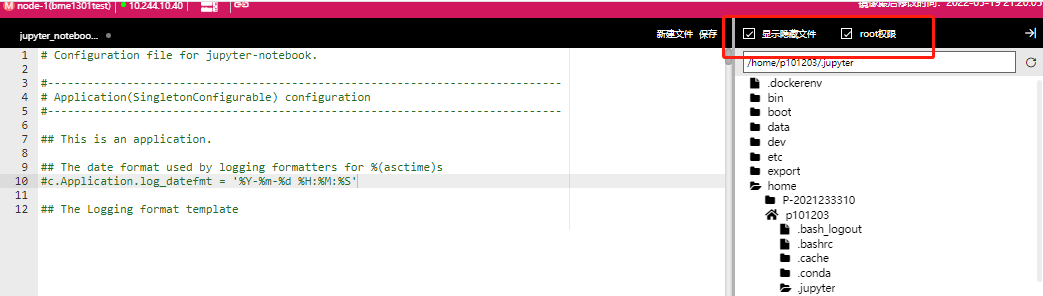 M node-1(bme1301test) 10.244.10.40 镜像最后修改时间: 2022-05-19 21:20:05
jupyter_noteboo... 新建文件 保存 显示隐藏文件 root权限
/home/p101203/.jupyter
1 # Configuration file for jupyter-notebook.
2
3 #------------------------------------------------------------------------------
4 # Application(SingletonConfigurable) configuration
5 #------------------------------------------------------------------------------
6
7 ## This is an application.
8
9 ## The date format used by logging formatters for %(asctime)s
10 #c.Application.log_datefmt = '%Y-%m-%d %H:%M:%S'
11
12 ## The Logging format template
.dockerenv
bin
boot
data
dev
etc
export
home
P-2021233310
p101203
.bash_logout
.bashrc
.cache
.conda
.jupyter